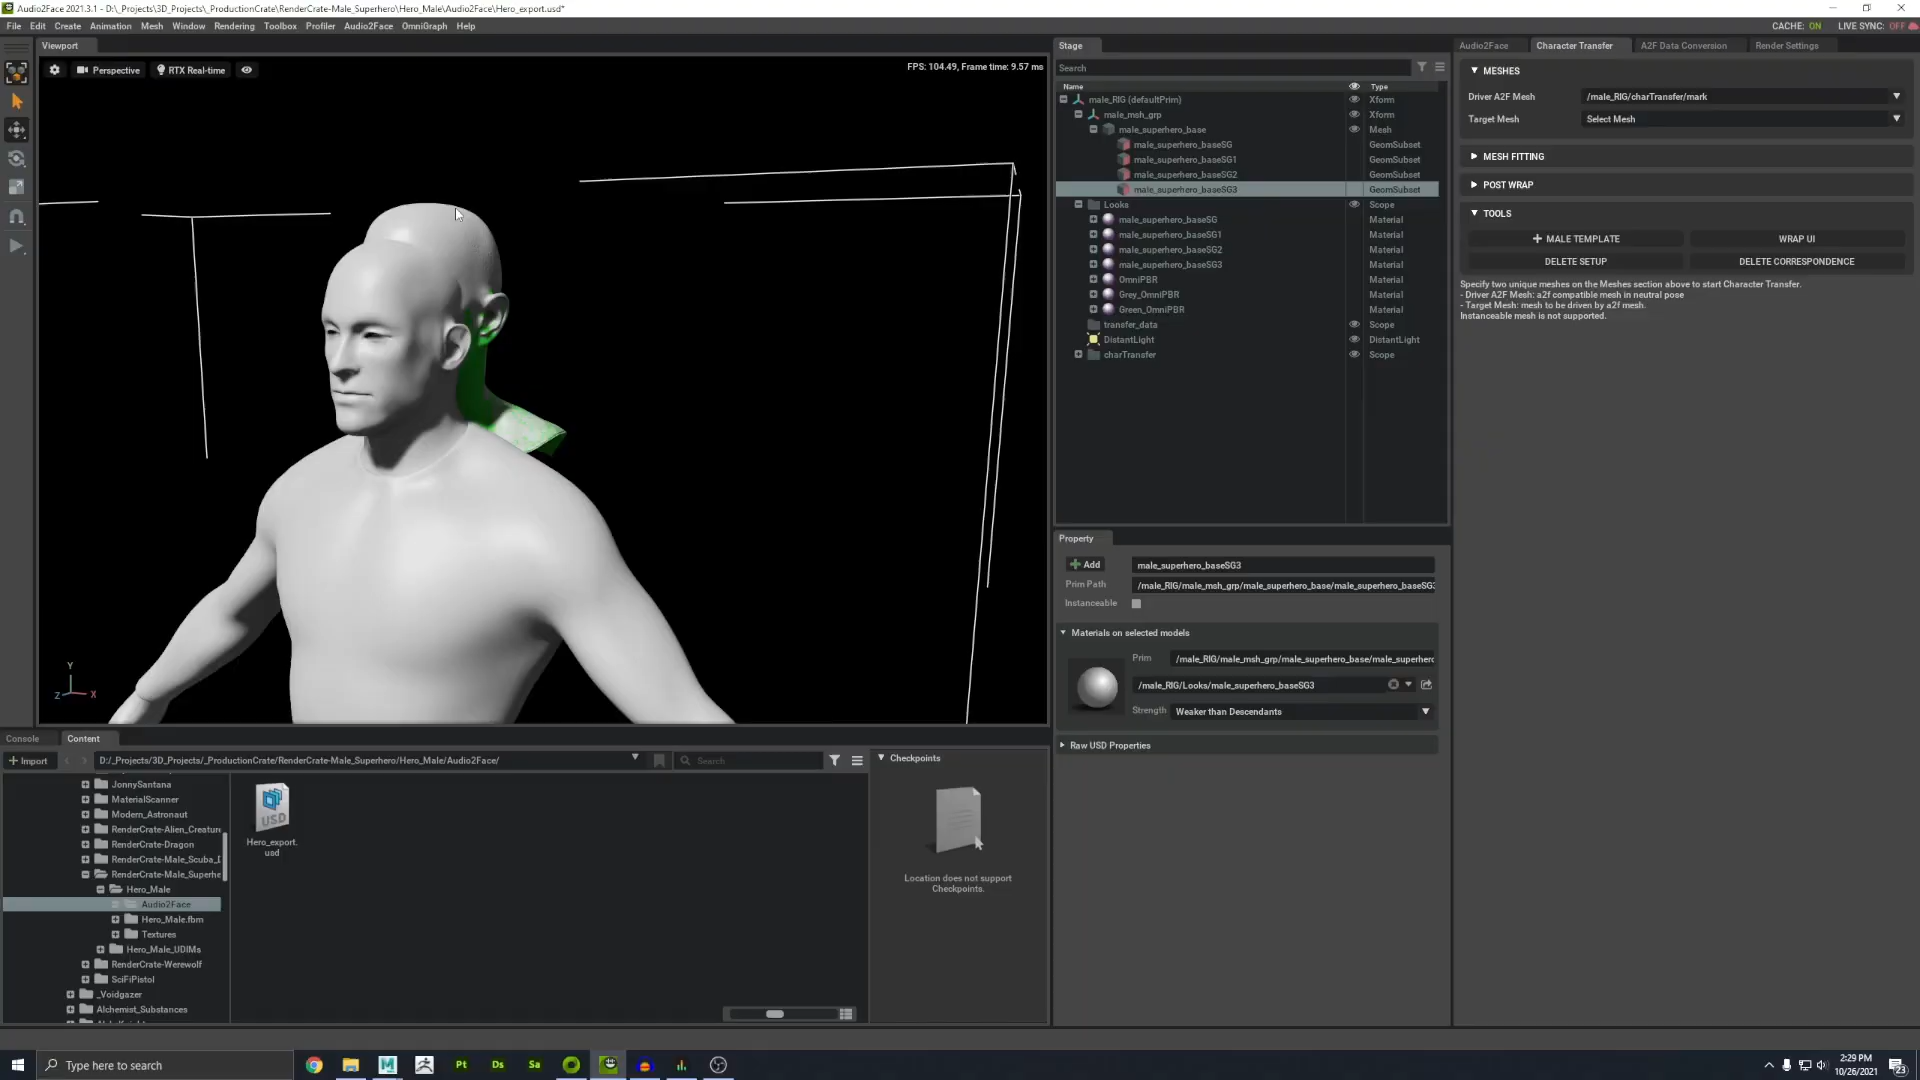 Audio2Face 2021.3.1 - D:\_Projects\3D_Projects\_ProductionCrate\RenderCrate-Male_Superhero\Hero_Male\Audio2Face\Hero_export.usd*
File Edit Create Animation Mesh Window Rendering Toolbox Profiler Audio2Face OmniGraph Help
CACHE: ON LIVE SYNC: OFF
Viewport
Perspective RTX Real-time
FPS: 104.49, Frame time: 9.57 ms
Y
Z X
Stage
Search
Name Type
male_RIG (defaultPrim) Xform
male_msh_grp Xform
male_superhero_base Mesh
male_superhero_baseSG GeomSubset
male_superhero_baseSG1 GeomSubset
male_superhero_baseSG2 GeomSubset
male_superhero_baseSG3 GeomSubset
Looks Scope
male_superhero_baseSG Material
male_superhero_baseSG1 Material
male_superhero_baseSG2 Material
male_superhero_baseSG3 Material
OmniPBR Material
Grey_OmniPBR Material
Green_OmniPBR Material
transfer_data Scope
DistantLight DistantLight
charTransfer Scope
Property
Add male_superhero_baseSG3
Prim Path /male_RIG/male_msh_grp/male_superhero_base/male_superhero_baseSG3
Instanceable
Materials on selected models
Prim /male_RIG/male_msh_grp/male_superhero_base/male_superhero
/male_RIG/Looks/male_superhero_baseSG3
Strength Weaker than Descendants
Raw USD Properties
Audio2Face Character Transfer A2F Data Conversion Render Settings
MESHES
Driver A2F Mesh /male_RIG/charTransfer/mark
Target Mesh Select Mesh
MESH FITTING
POST WRAP
TOOLS
MALE TEMPLATE WRAP UI
DELETE SETUP DELETE CORRESPONDENCE
Specify two unique meshes on the Meshes section above to start Character Transfer.
- Driver A2F Mesh: a2f compatible mesh in neutral pose
- Target Mesh: mesh to be driven by a2f mesh.
Instanceable mesh is not supported.
Console Content
Import D:/_Projects/3D_Projects/_ProductionCrate/RenderCrate-Male_Superhero/Hero_Male/Audio2Face/ Search
JonnySantana
MaterialScanner
Modern_Astronaut
RenderCrate-Alien_Creature
RenderCrate-Dragon
RenderCrate-Male_Scuba_D
RenderCrate-Male_Superhe
Hero_Male
Audio2Face
Hero_Male.fbm
Textures
Hero_Male_UDIMs
RenderCrate-Werewolf
SciFiPistol
_Voidgazer
Alchemist_Substances
USD
Hero_export.
usd
Checkpoints
Location does not support
Checkpoints.
Type here to search
Pt Ds Sa
2:29 PM
10/26/2021
23